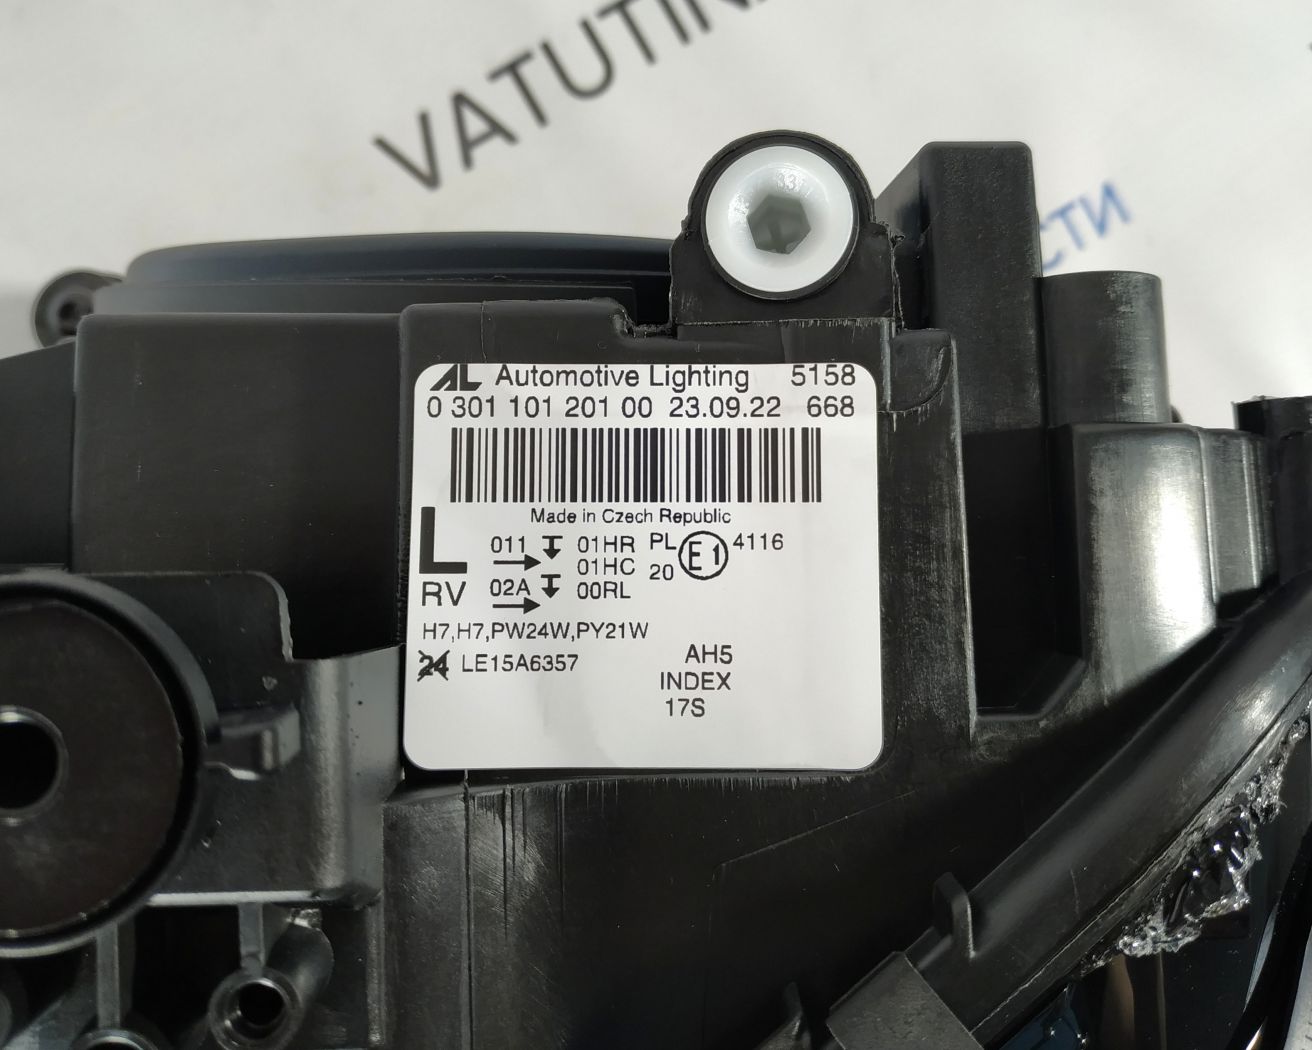 VATUTIN
СТИ
AL Automotive Lighting 5158
0 301 101 201 00 23.09.22 668
Made in Czech Republic
L 011 01HR PL E1 4116
01HC 20
RV 02A 00RL
H7,H7,PW24W,PY21W
24 LE15A6357 AH5
INDEX
17S